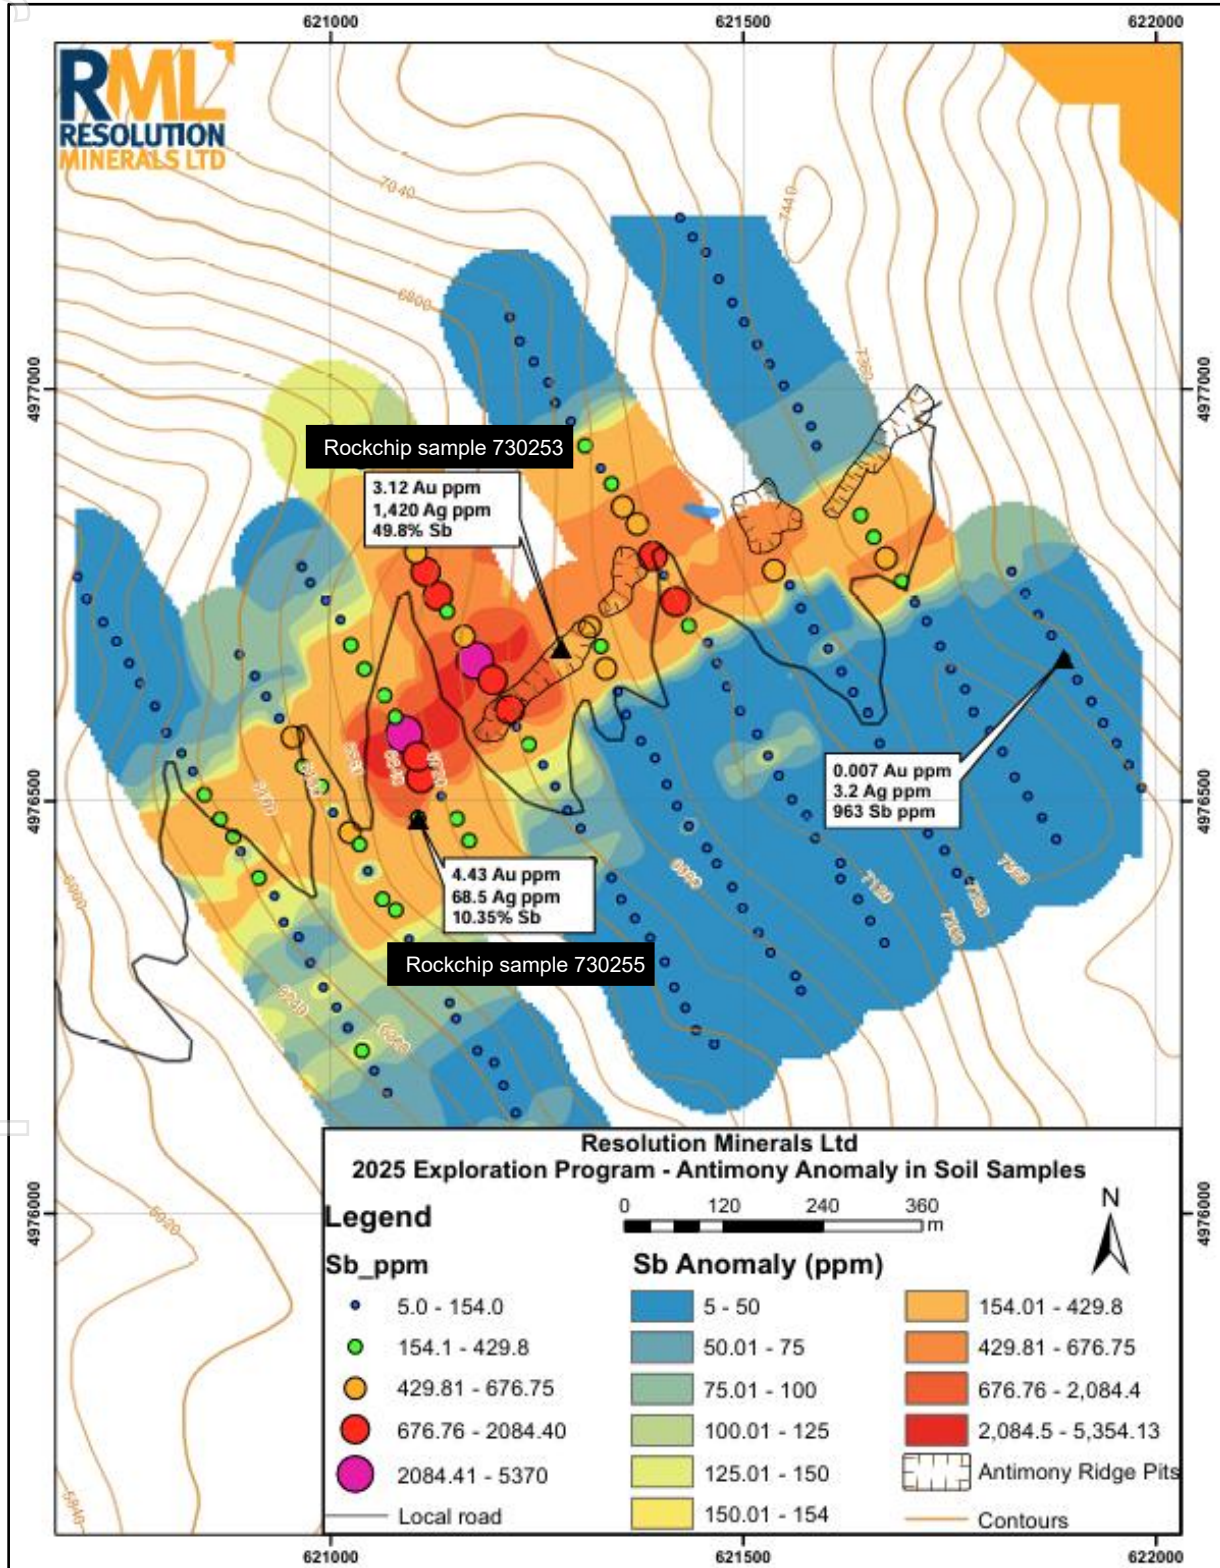 621000
621500
622000
RML
RESOLUTION
MINERALS LTD
7040
7440
6800
4977000
4977000
Rockchip sample 730253
3.12 Au ppm
1,420 Ag ppm
49.8% Sb
0.007 Au ppm
3.2 Ag ppm
963 Sb ppm
4976500
4976500
4.43 Au ppm
68.5 Ag ppm
10.35% Sb
Rockchip sample 730255
4976000
4976000
5840
Resolution Minerals Ltd
2025 Exploration Program - Antimony Anomaly in Soil Samples
Legend
0 120 240 360
m
N
Sb_ppm
5.0 - 154.0
154.1 - 429.8
429.81 - 676.75
676.76 - 2084.40
2084.41 - 5370
Local road
Sb Anomaly (ppm)
5 - 50
50.01 - 75
75.01 - 100
100.01 - 125
125.01 - 150
150.01 - 154
154.01 - 429.8
429.81 - 676.75
676.76 - 2,084.4
2,084.5 - 5,354.13
Antimony Ridge Pits
Contours
621000
621500
622000